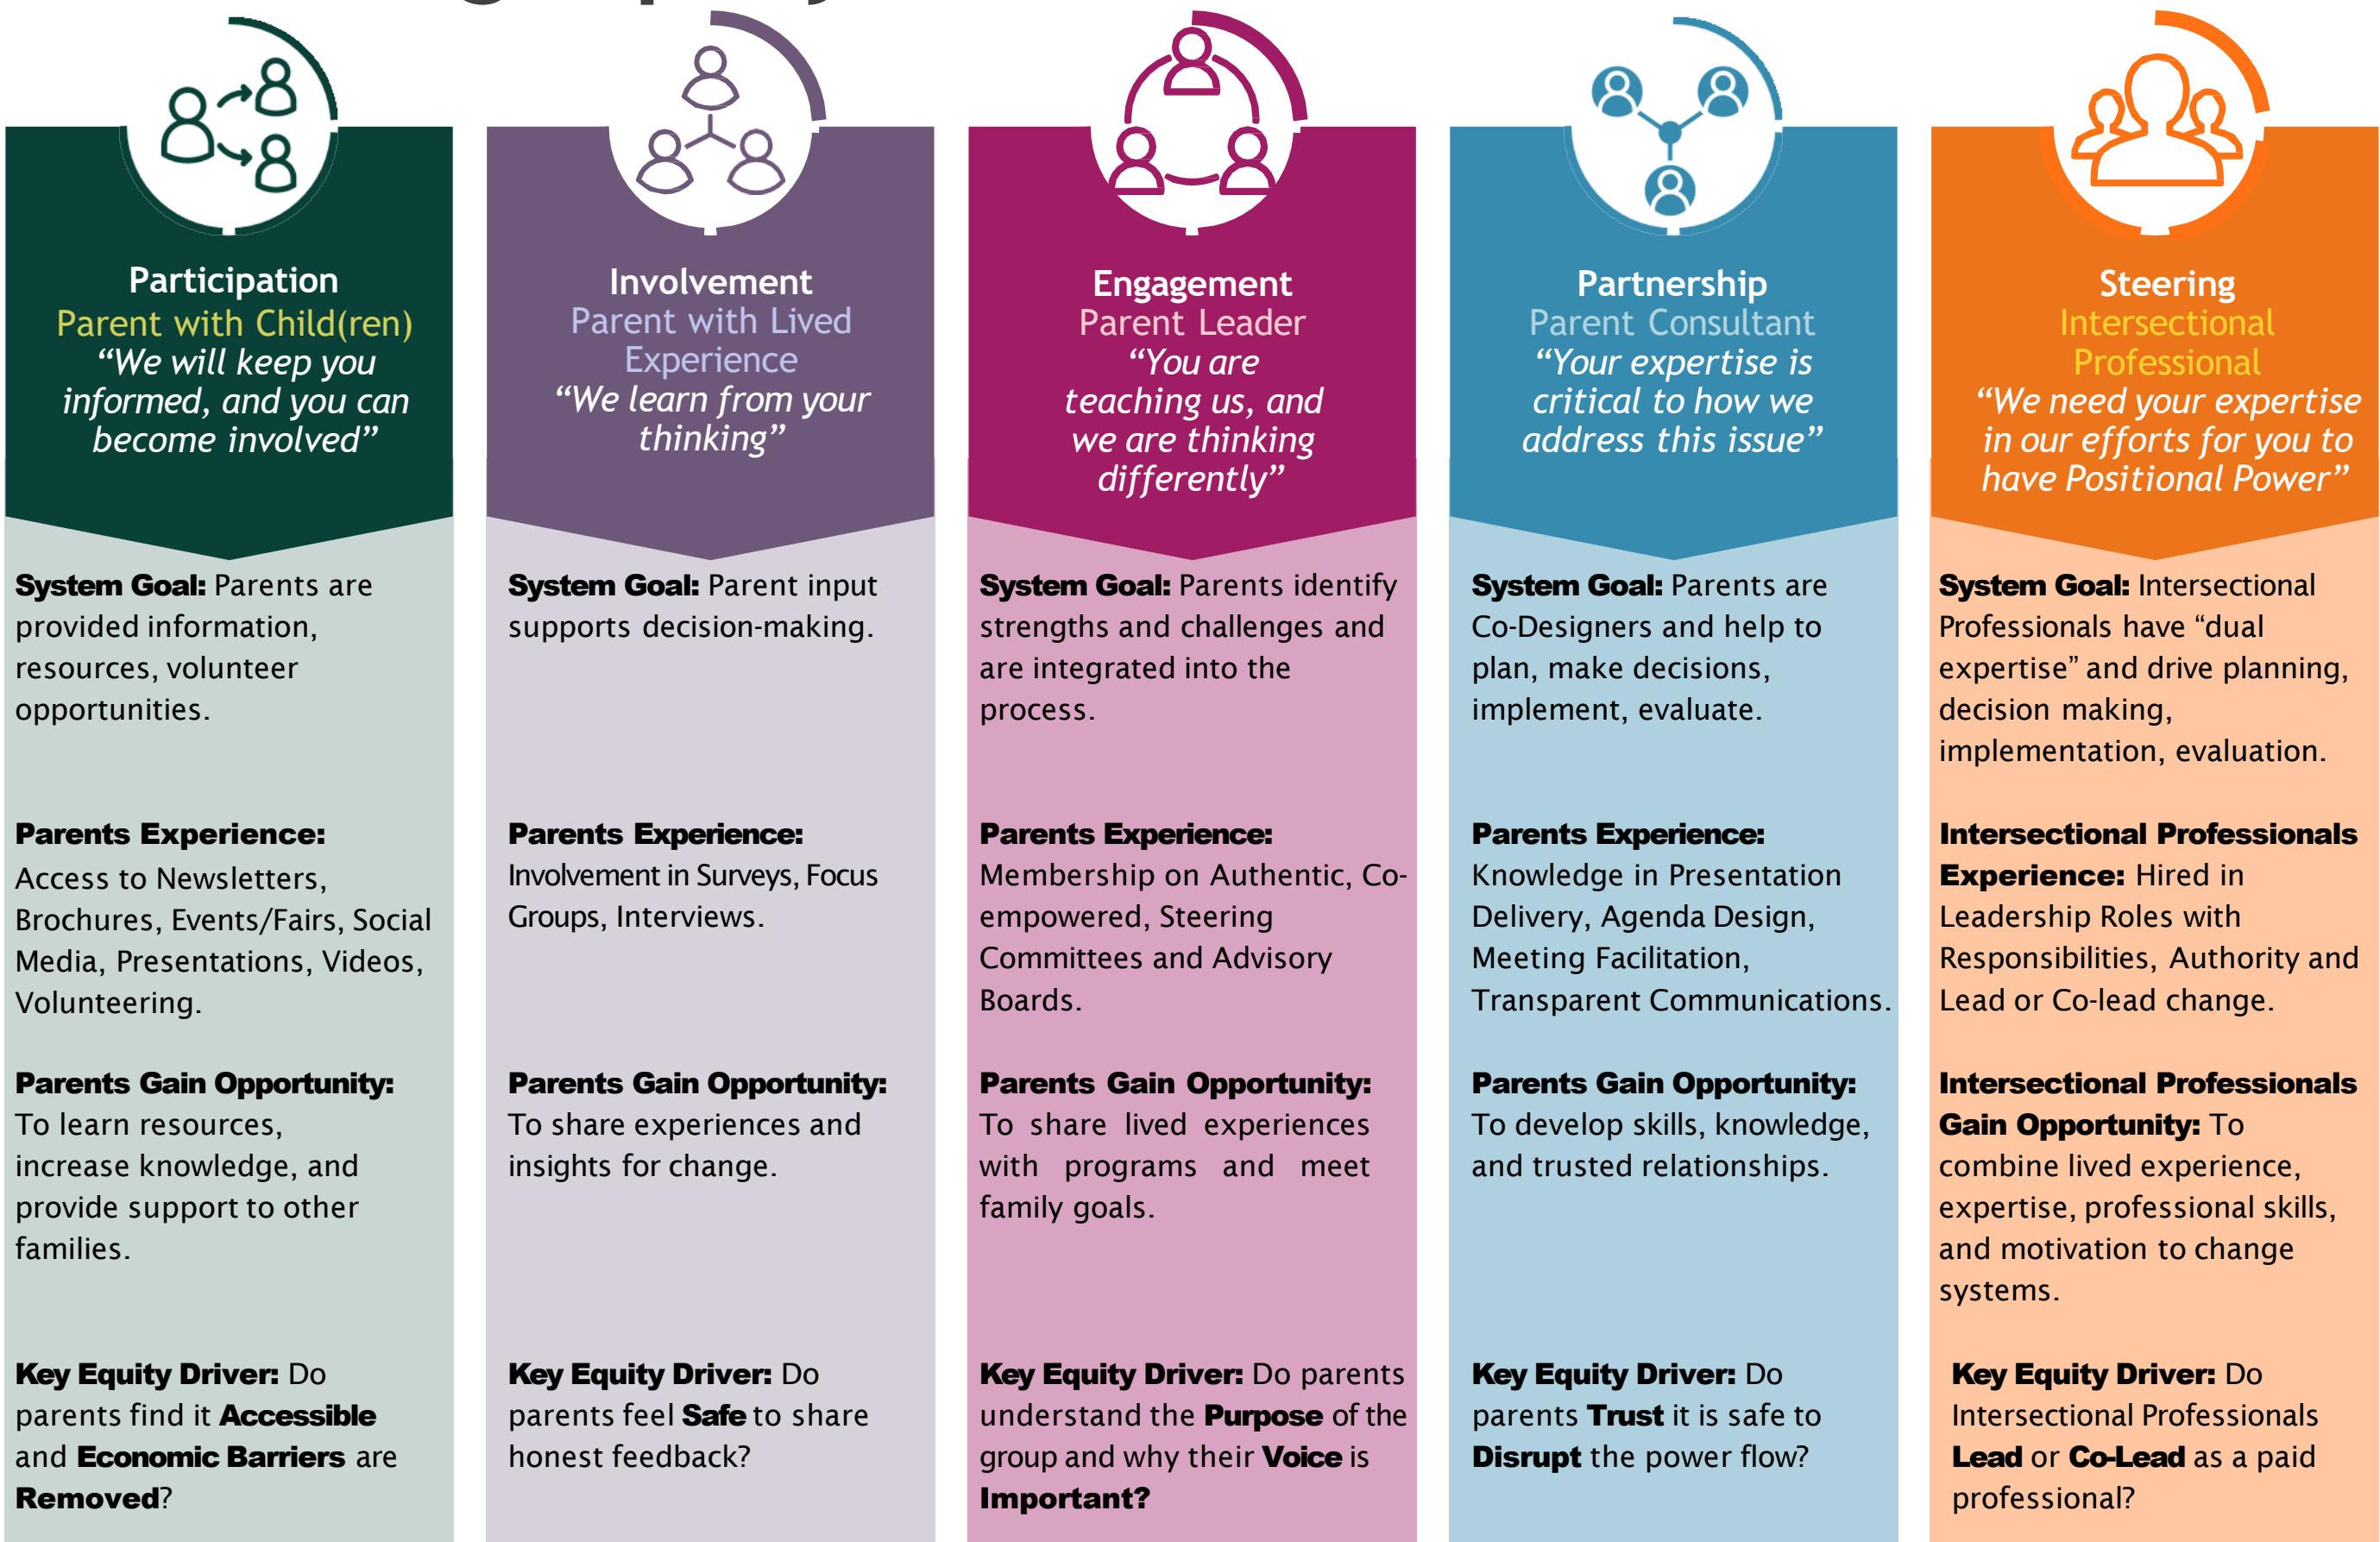 Participation
Parent with Child(ren)
“We will keep you
informed, and you can
become involved”
System Goal: Parents are
provided information,
resources, volunteer
opportunities.
Parents Experience:
Access to Newsletters,
Brochures, Events/Fairs, Social
Media, Presentations, Videos,
Volunteering.
Parents Gain Opportunity:
To learn resources,
increase knowledge, and
provide support to other
families.
Key Equity Driver: Do
parents find it Accessible
and Economic Barriers are
Removed?
Involvement
Parent with Lived
Experience
“We learn from your
thinking”
System Goal: Parent input
supports decision-making.
Parents Experience:
Involvement in Surveys, Focus
Groups, Interviews.
Parents Gain Opportunity:
To share experiences and
insights for change.
Key Equity Driver: Do
parents feel Safe to share
honest feedback?
Engagement
Parent Leader
“You are
teaching us, and
we are thinking
differently”
System Goal: Parents identify
strengths and challenges and
are integrated into the
process.
Parents Experience:
Membership on Authentic, Co-
empowered, Steering
Committees and Advisory
Boards.
Parents Gain Opportunity:
To share lived experiences
with programs and meet
family goals.
Key Equity Driver: Do parents
understand the Purpose of the
group and why their Voice is
Important?
Partnership
Parent Consultant
“Your expertise is
critical to how we
address this issue”
System Goal: Parents are
Co-Designers and help to
plan, make decisions,
implement, evaluate.
Parents Experience:
Knowledge in Presentation
Delivery, Agenda Design,
Meeting Facilitation,
Transparent Communications.
Parents Gain Opportunity:
To develop skills, knowledge,
and trusted relationships.
Key Equity Driver: Do
parents Trust it is safe to
Disrupt the power flow?
Steering
Intersectional
Professional
“We need your expertise
in our efforts for you to
have Positional Power”
System Goal: Intersectional
Professionals have “dual
expertise” and drive planning,
decision making,
implementation, evaluation.
Intersectional Professionals
Experience: Hired in
Leadership Roles with
Responsibilities, Authority and
Lead or Co-lead change.
Intersectional Professionals
Gain Opportunity: To
combine lived experience,
expertise, professional skills,
and motivation to change
systems.
Key Equity Driver: Do
Intersectional Professionals
Lead or Co-Lead as a paid
professional?